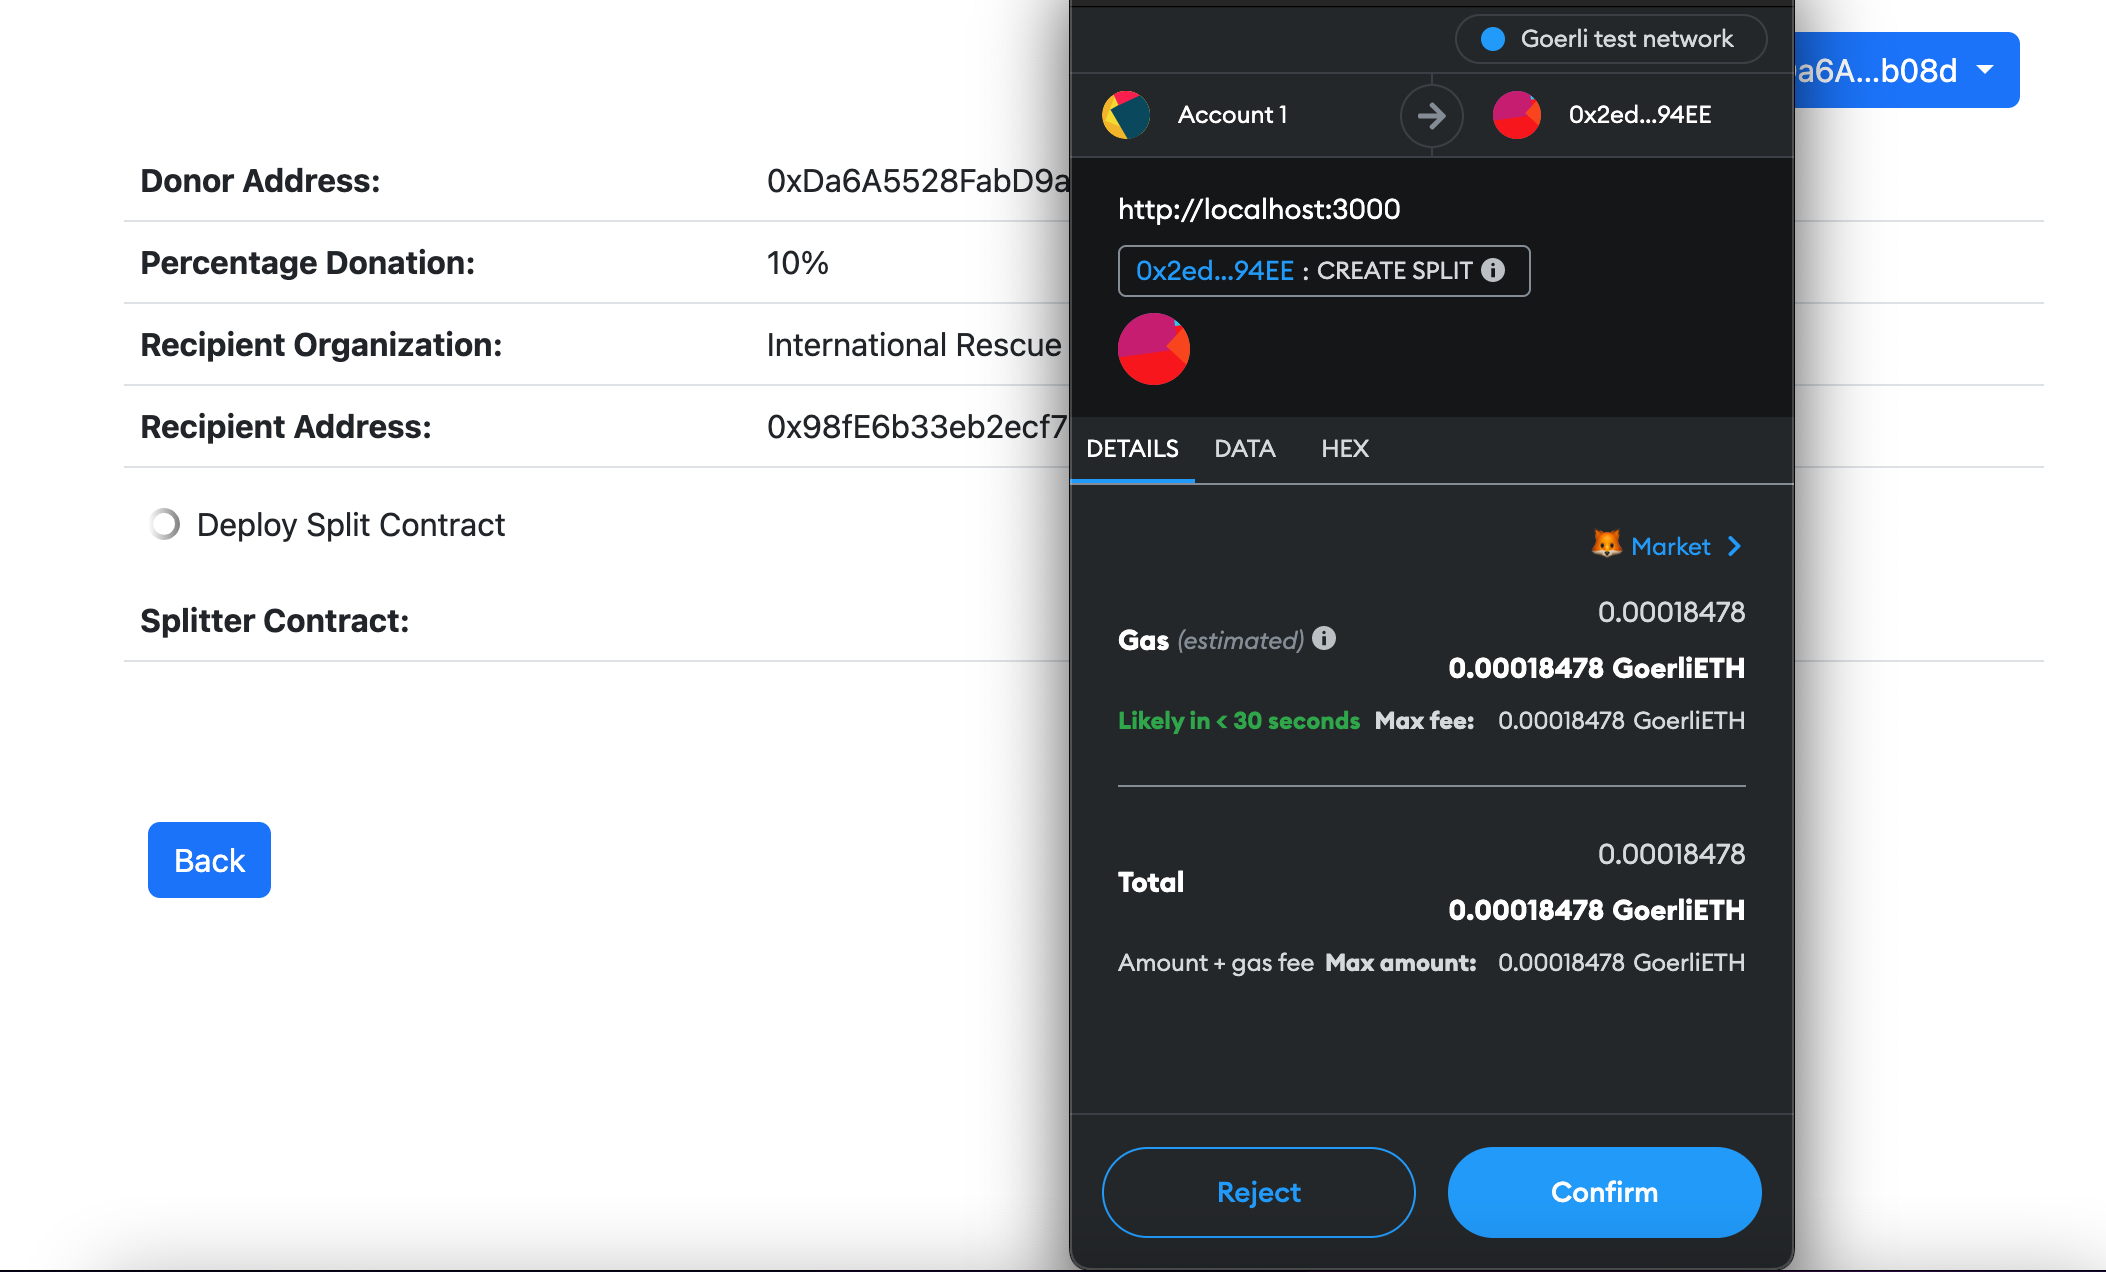 Donor Address: 0xDa6A5528FabD9a
Percentage Donation: 10%
Recipient Organization: International Rescue
Recipient Address: 0x98fE6b33eb2ecf7
Deploy Split Contract
Splitter Contract:
Back
a6A...b08d
Goerli test network
Account 1 0x2ed...94EE
http://localhost:3000
0x2ed...94EE : CREATE SPLIT
DETAILS DATA HEX
Market
0.00018478
Gas (estimated)
0.00018478 GoerliETH
Likely in < 30 seconds Max fee: 0.00018478 GoerliETH
0.00018478
Total
0.00018478 GoerliETH
Amount + gas fee Max amount: 0.00018478 GoerliETH
Reject Confirm